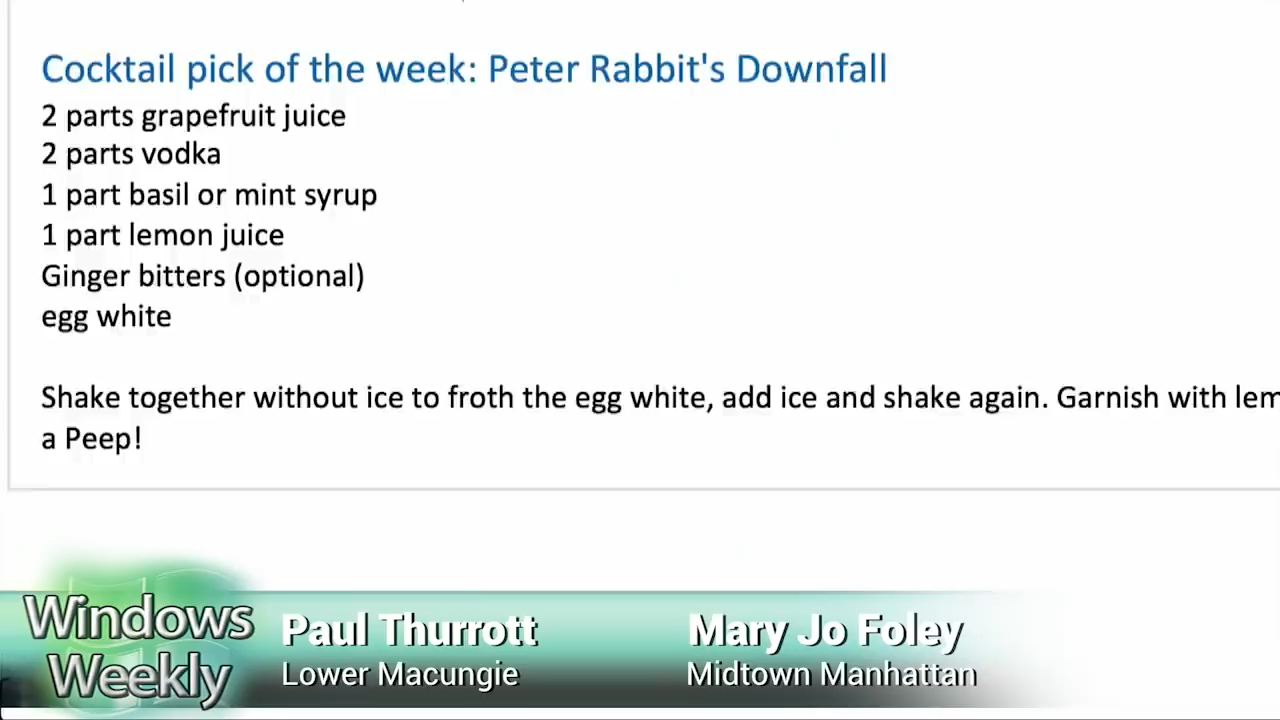 Cocktail pick of the week: Peter Rabbit's Downfall
2 parts grapefruit juice
2 parts vodka
1 part basil or mint syrup
1 part lemon juice
Ginger bitters (optional)
egg white
Shake together without ice to froth the egg white, add ice and shake again. Garnish with lem
a Peep!
Windows
Weekly
Paul Thurrott
Lower Macungie
Mary Jo Foley
Midtown Manhattan